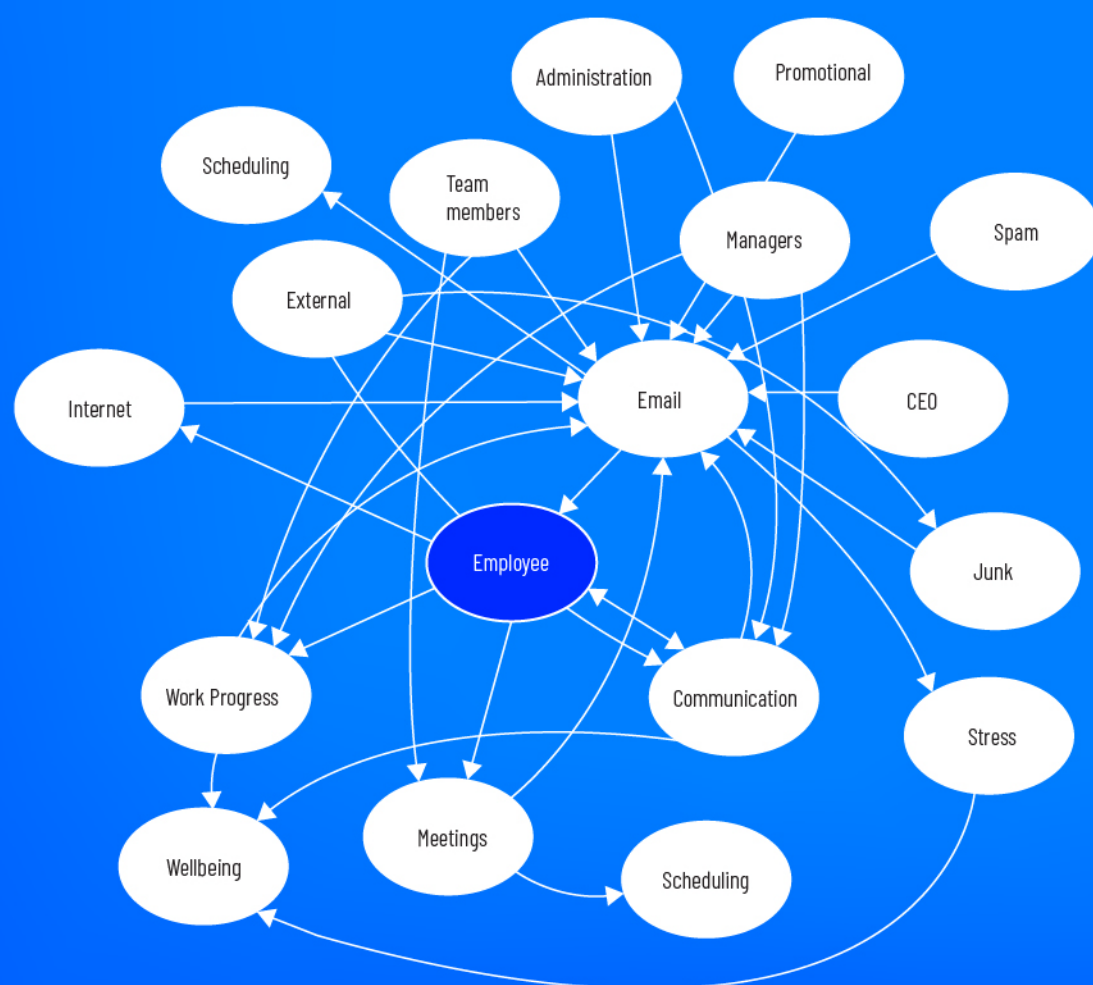 Administration
Promotional
Scheduling
Team
members
Spam
Managers
External
Internet
Email
CEO
Employee
Junk
Work Progress
Communication
Stress
Wellbeing
Meetings
Scheduling